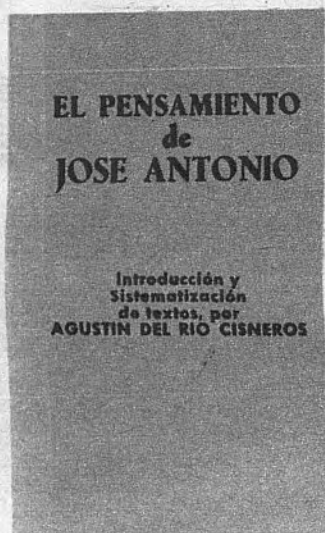 EL PENSAMIENTO
de
JOSE ANTONIO
Introducción y
Sistematización
de textos, por
AGUSTIN DEL RIO CISNEROS